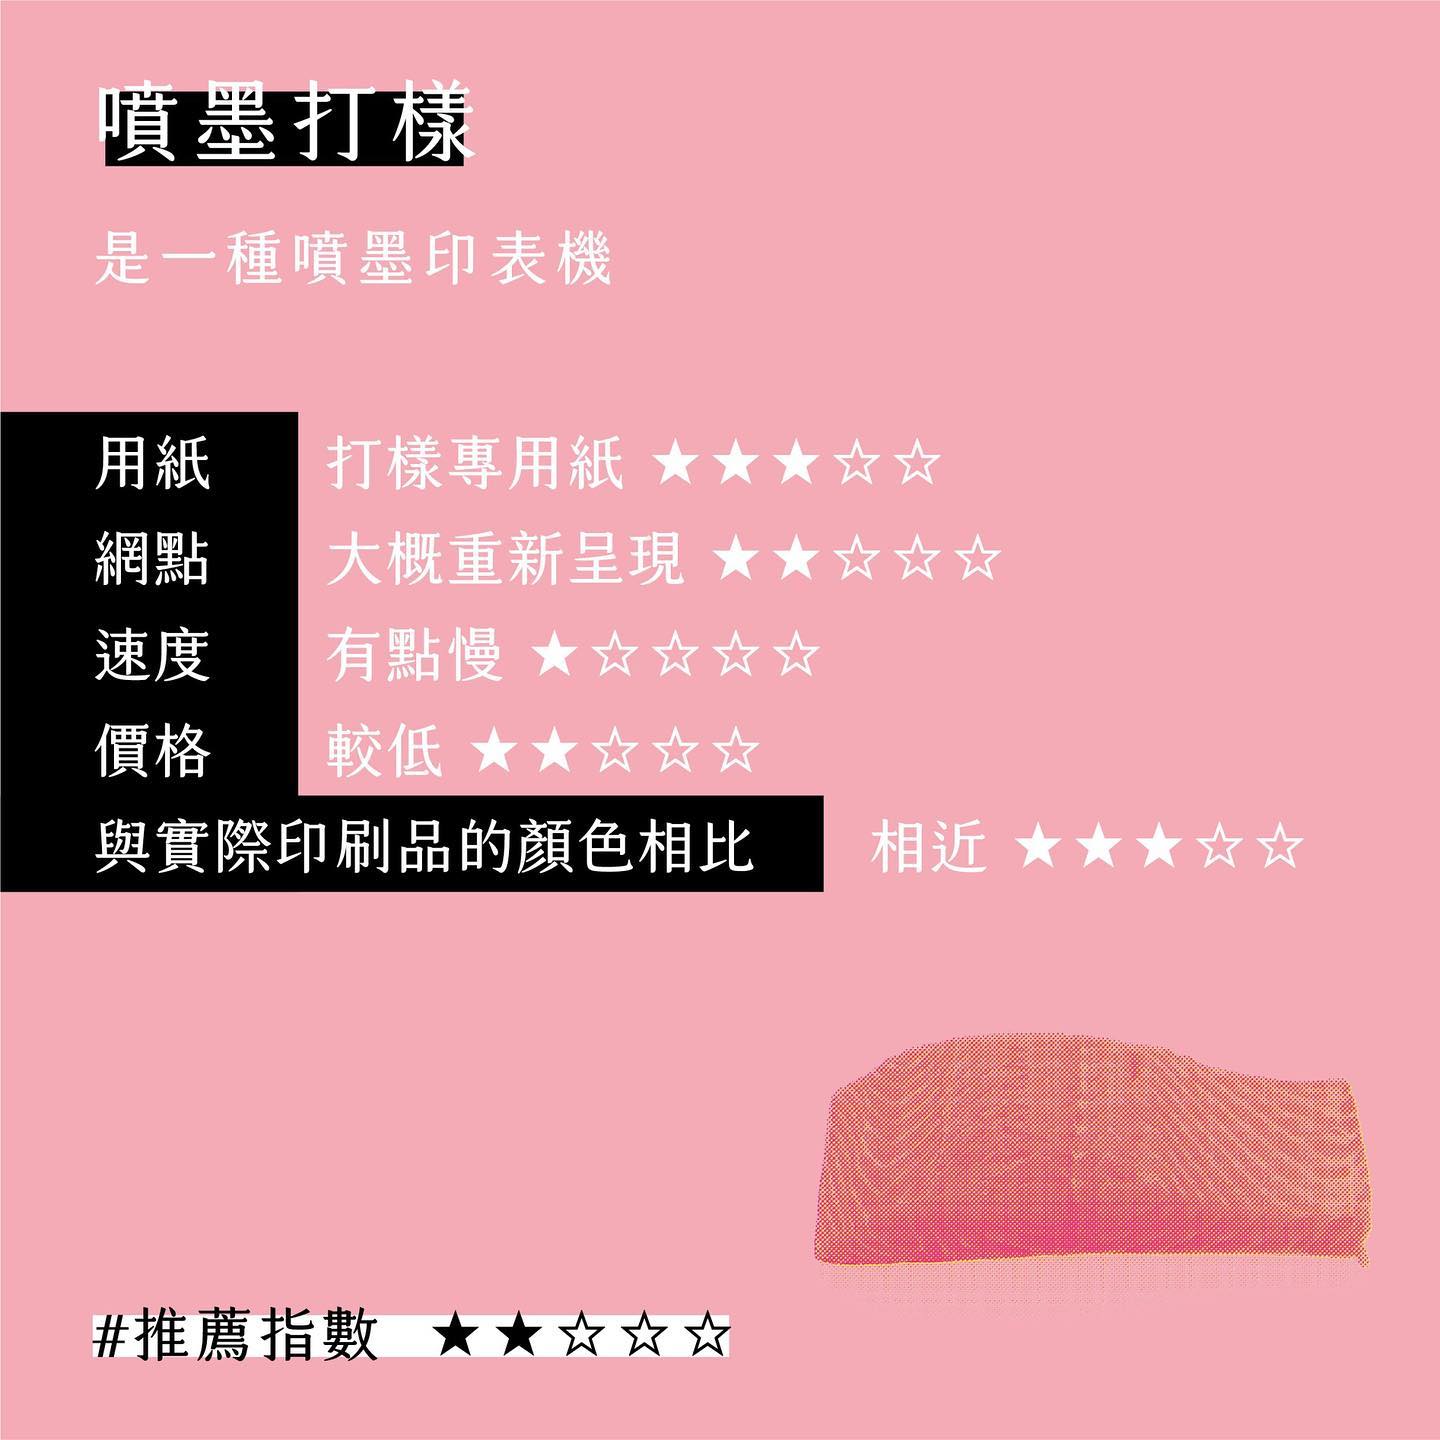 噴墨打樣
是一種噴墨印表機
用紙 打樣專用紙 ★★★☆☆
網點 大概重新呈現 ★★☆☆☆
速度 有點慢 ★☆☆☆☆
價格 較低 ★★☆☆☆
與實際印刷品的顏色相比 相近 ★★★☆☆
#推薦指數 ★★☆☆☆